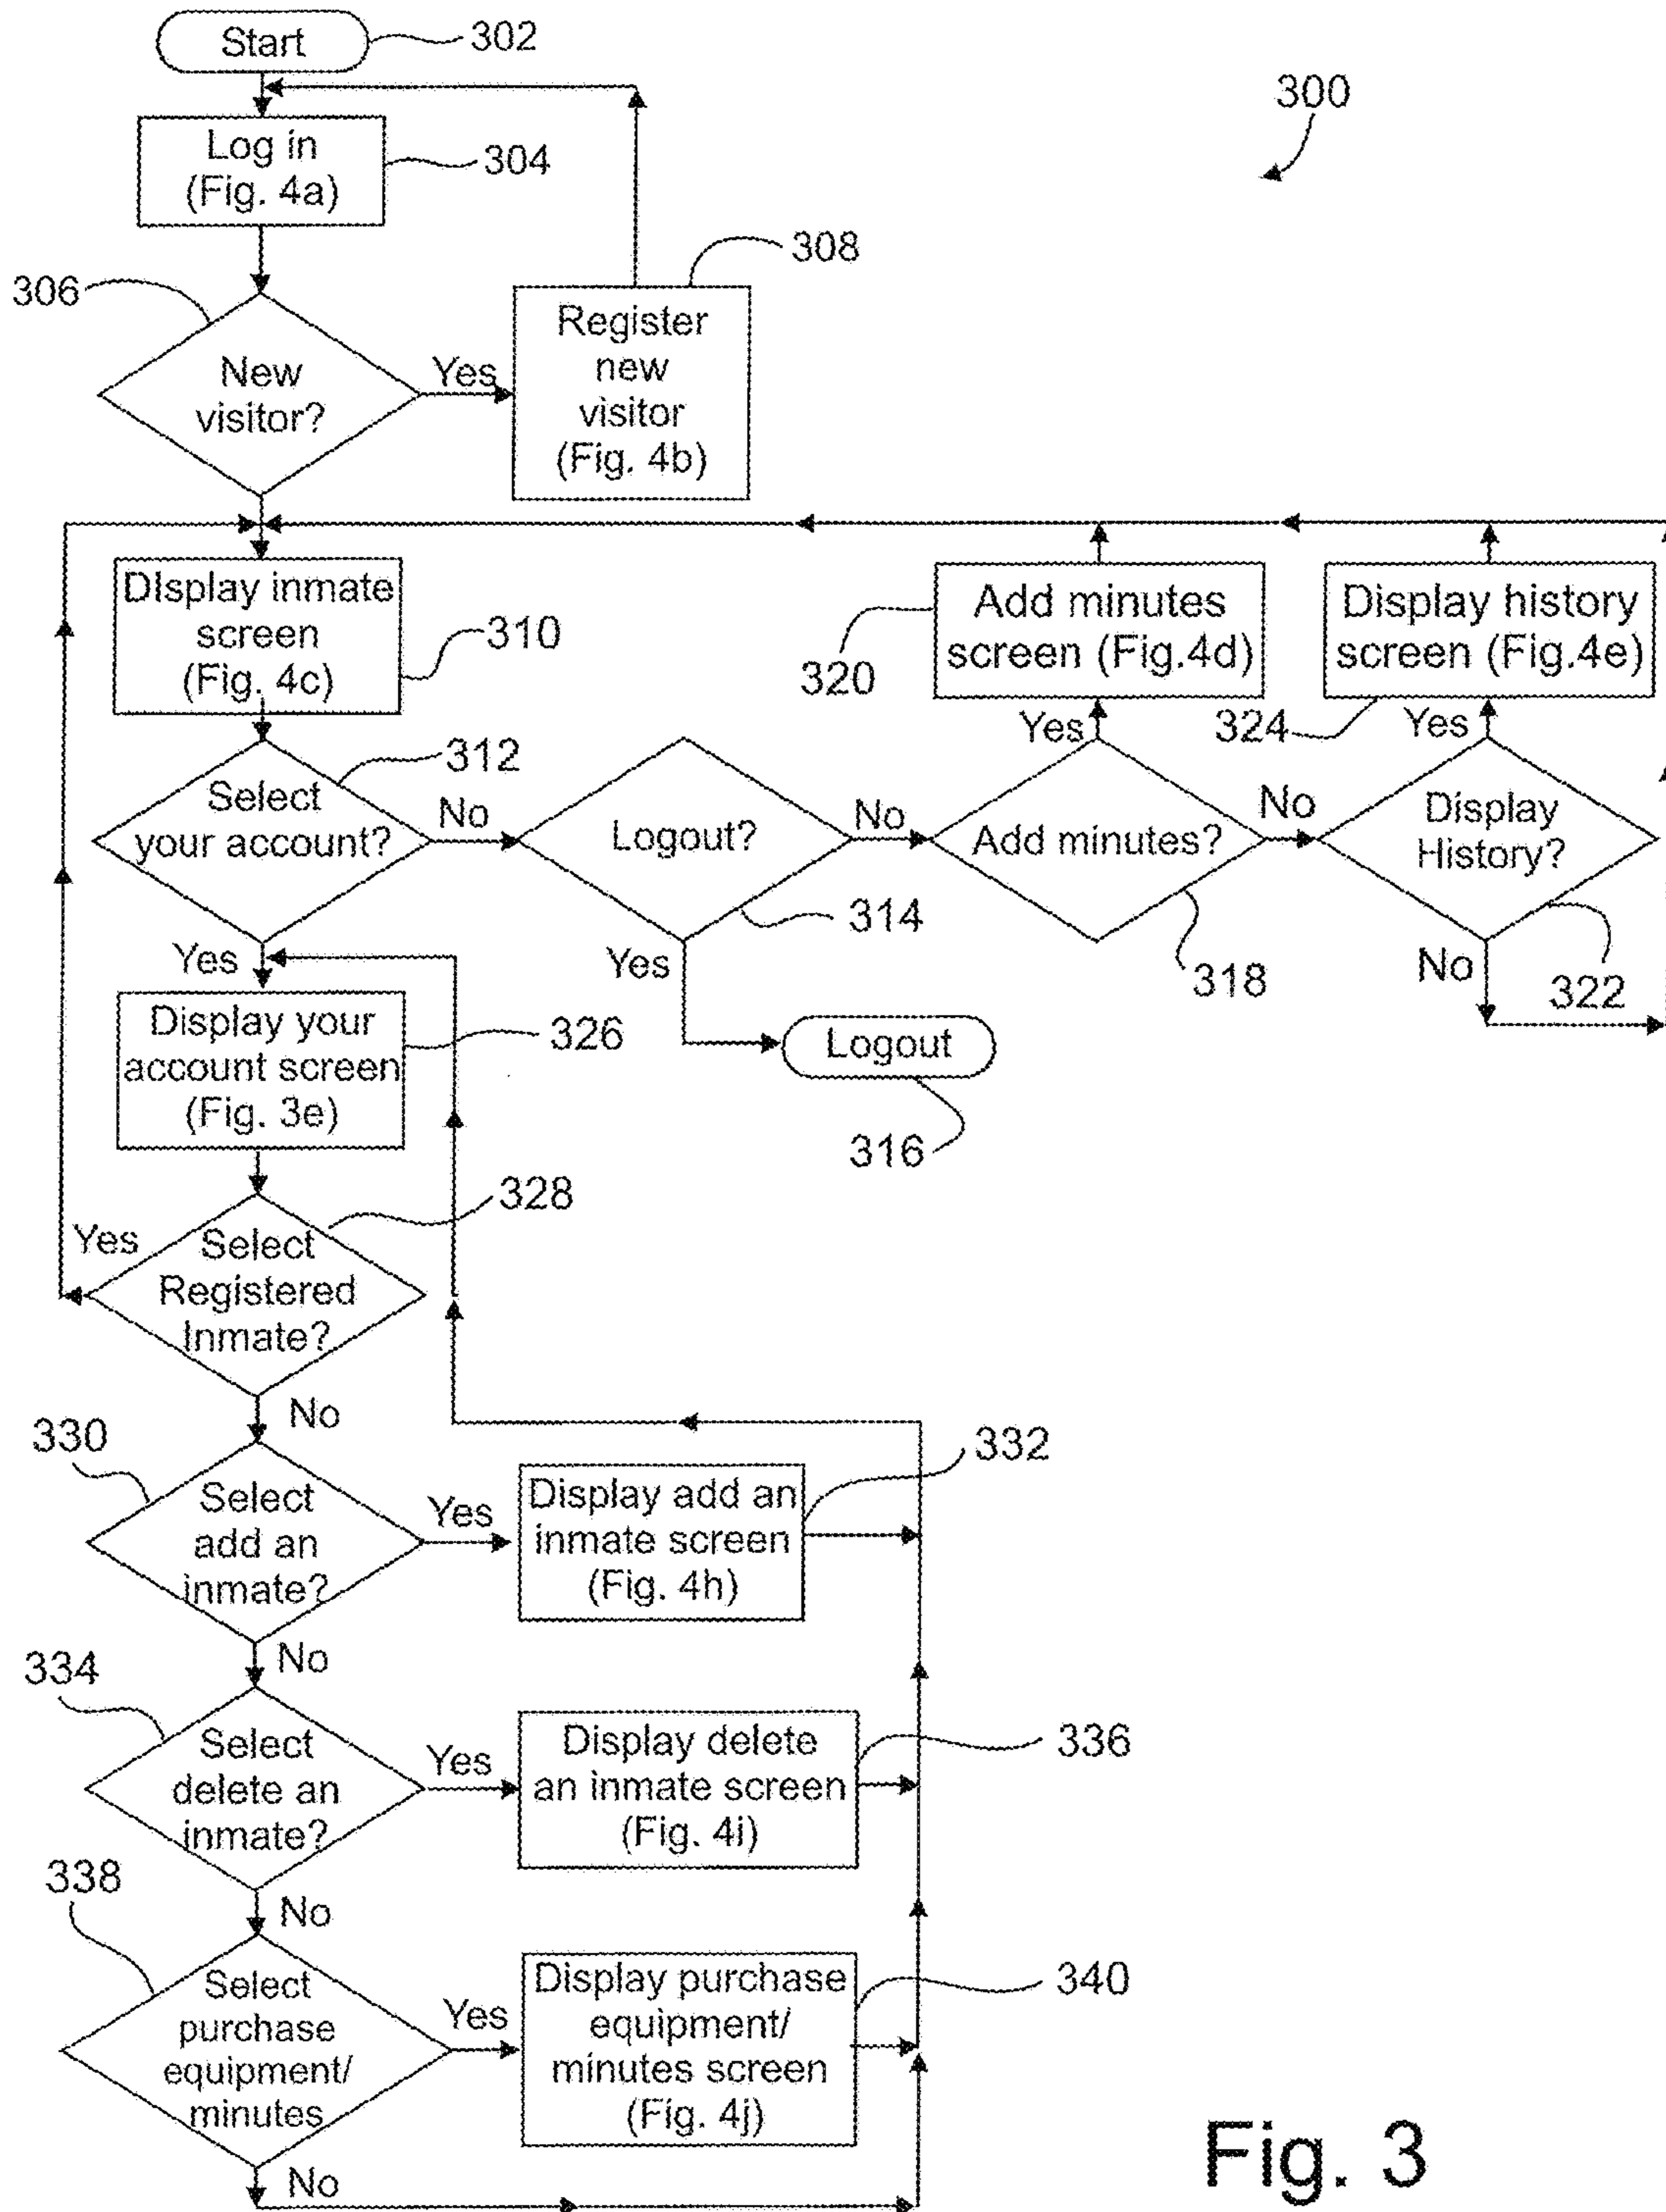 Start
302
300
Log in
(Fig. 4a)
304
306
New
visitor?
Yes
308
Register
new
visitor
(Fig. 4b)
DIsplay inmate
screen
(Fig. 4c)
310
320
Add minutes
screen (Fig.4d)
Display history
screen (Fig.4e)
324
Yes
Yes
312
Select
your account?
No
Logout?
No
Add minutes?
No
Display
History?
314
318
322
Yes
Yes
No
Display your
account screen
(Fig. 3e)
326
Logout
316
328
Yes
Select
Registered
Inmate?
No
330
Select
add an
inmate?
Yes
Display add an
inmate screen
(Fig. 4h)
332
No
334
Select
delete an
inmate?
Yes
Display delete
an inmate screen
(Fig. 4i)
336
No
338
Select
purchase
equipment/
minutes
Yes
Display purchase
equipment/
minutes screen
(Fig. 4j)
340
No
Fig. 3